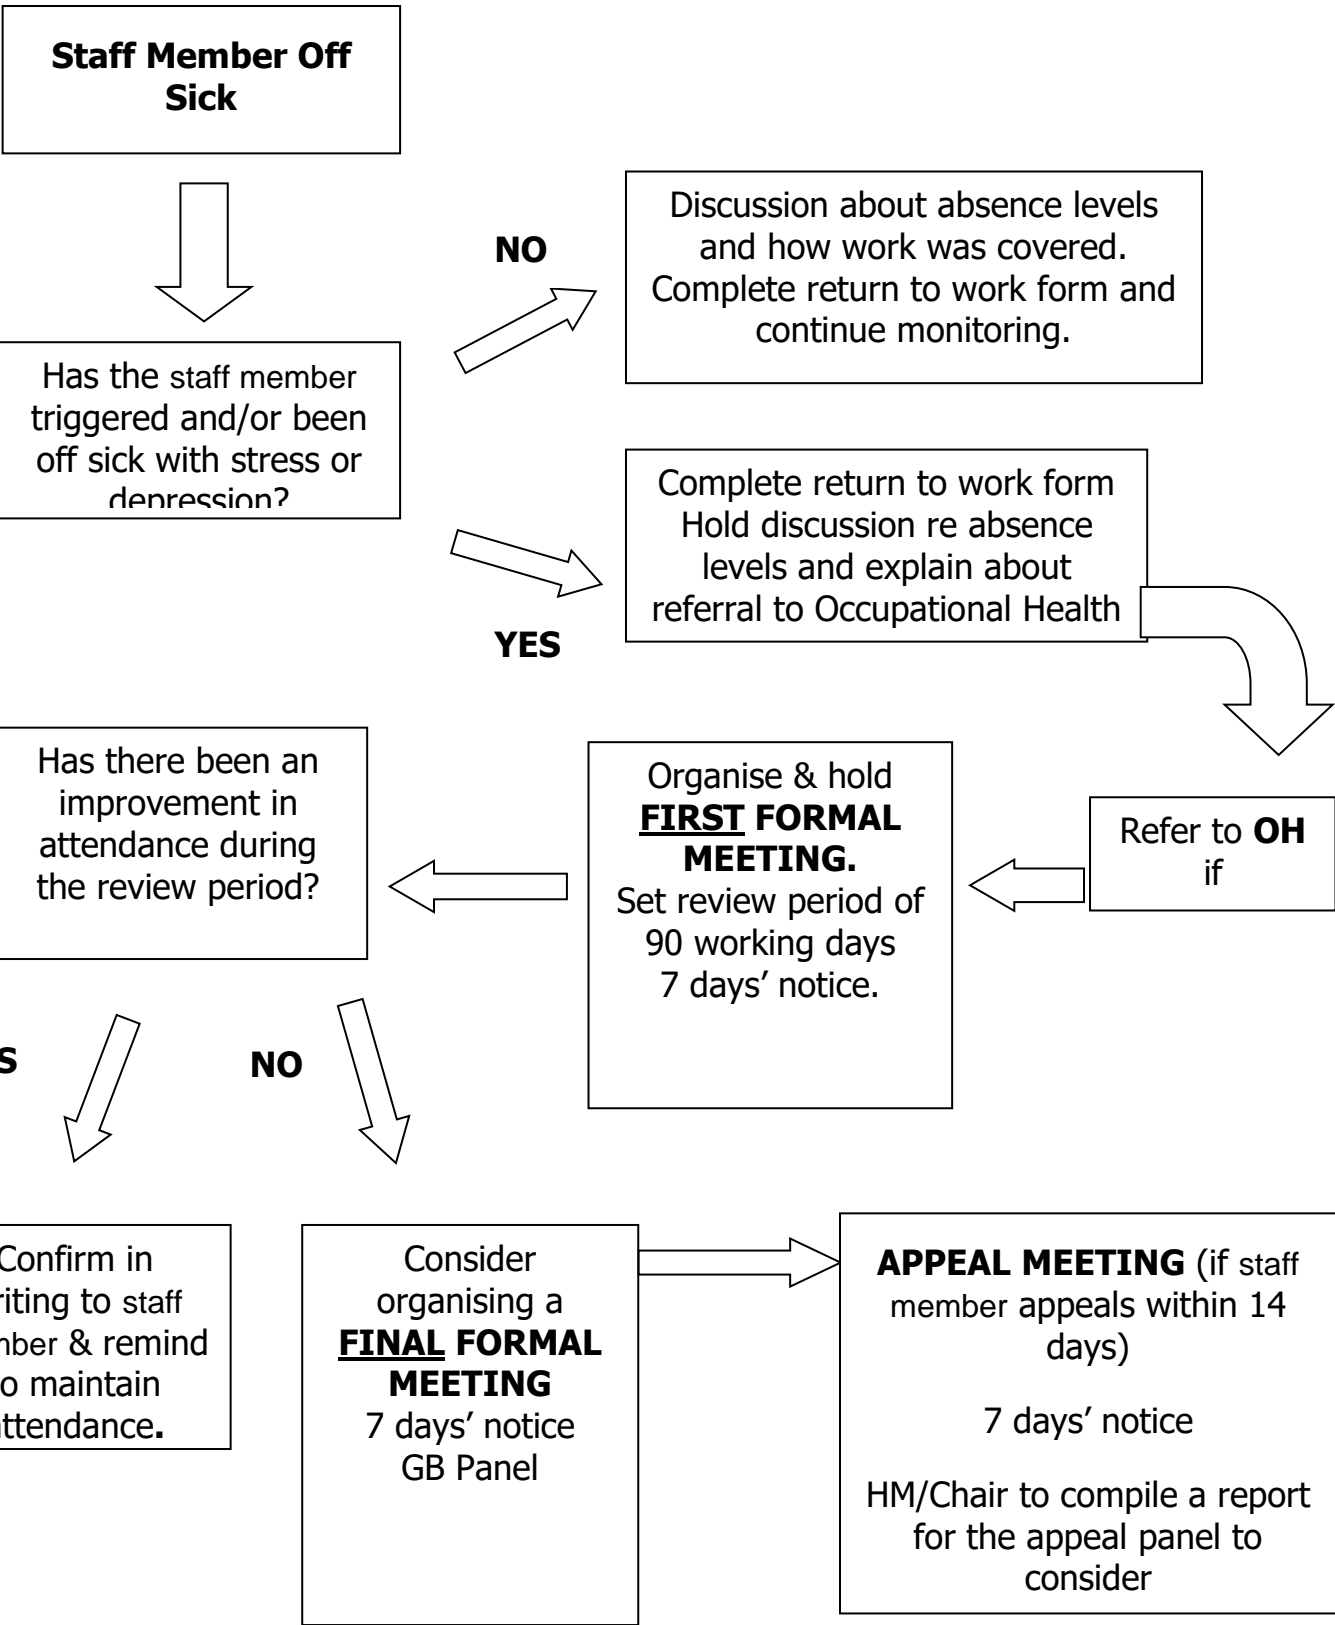 Staff Member Off
Sick
NO
Discussion about absence levels
and how work was covered.
Complete return to work form and
continue monitoring.
Has the staff member
triggered and/or been
off sick with stress or
depression?
Complete return to work form
Hold discussion re absence
levels and explain about
referral to Occupational Health
YES
Has there been an
improvement in
attendance during
the review period?
Organise & hold
FIRST FORMAL
MEETING.
Set review period of
90 working days
7 days’ notice.
Refer to OH
if
S
NO
Confirm in
riting to staff
mber & remind
o maintain
attendance.
Consider
organising a
FINAL FORMAL
MEETING
7 days’ notice
GB Panel
APPEAL MEETING (if staff
member appeals within 14
days)
7 days’ notice
HM/Chair to compile a report
for the appeal panel to
consider